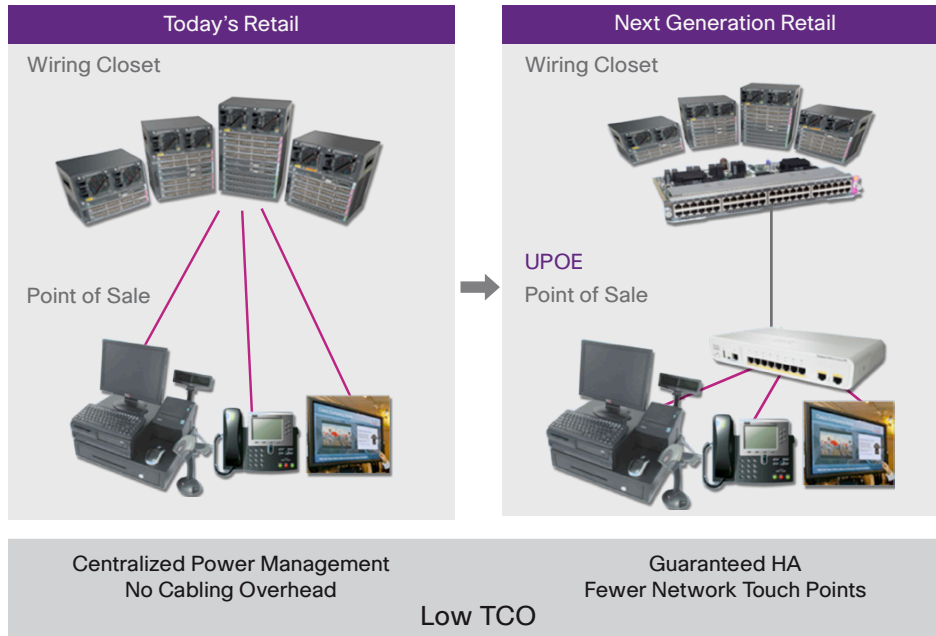 Today's Retail
Wiring Closet
Point of Sale
Next Generation Retail
Wiring Closet
UPOE
Point of Sale
Centralized Power Management
No Cabling Overhead
Guaranteed HA
Fewer Network Touch Points
Low TCO